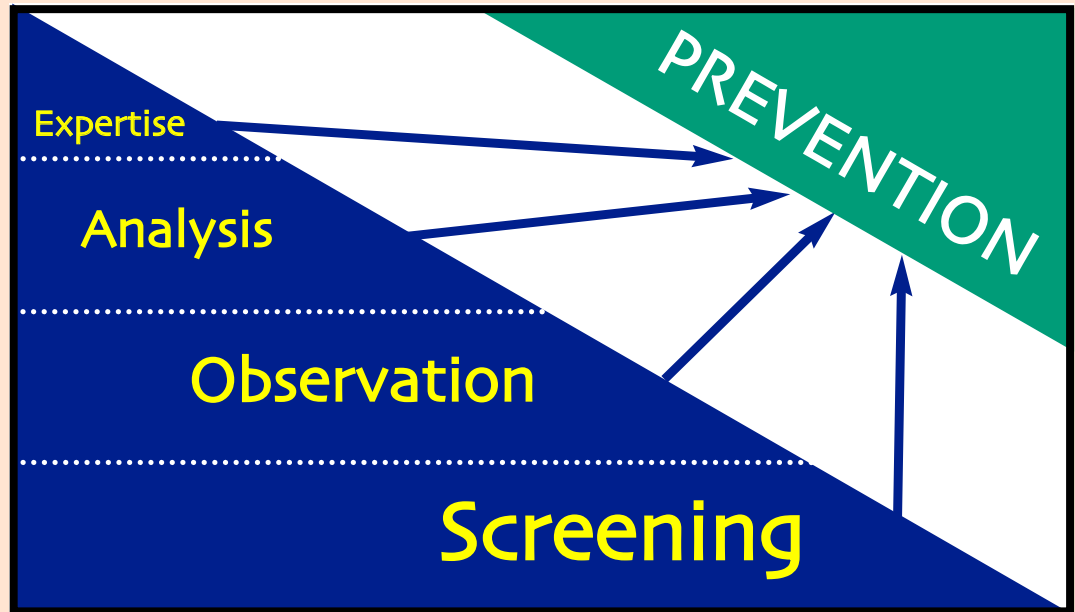 PREVENTION
Expertise
Analysis
Observation
Screening